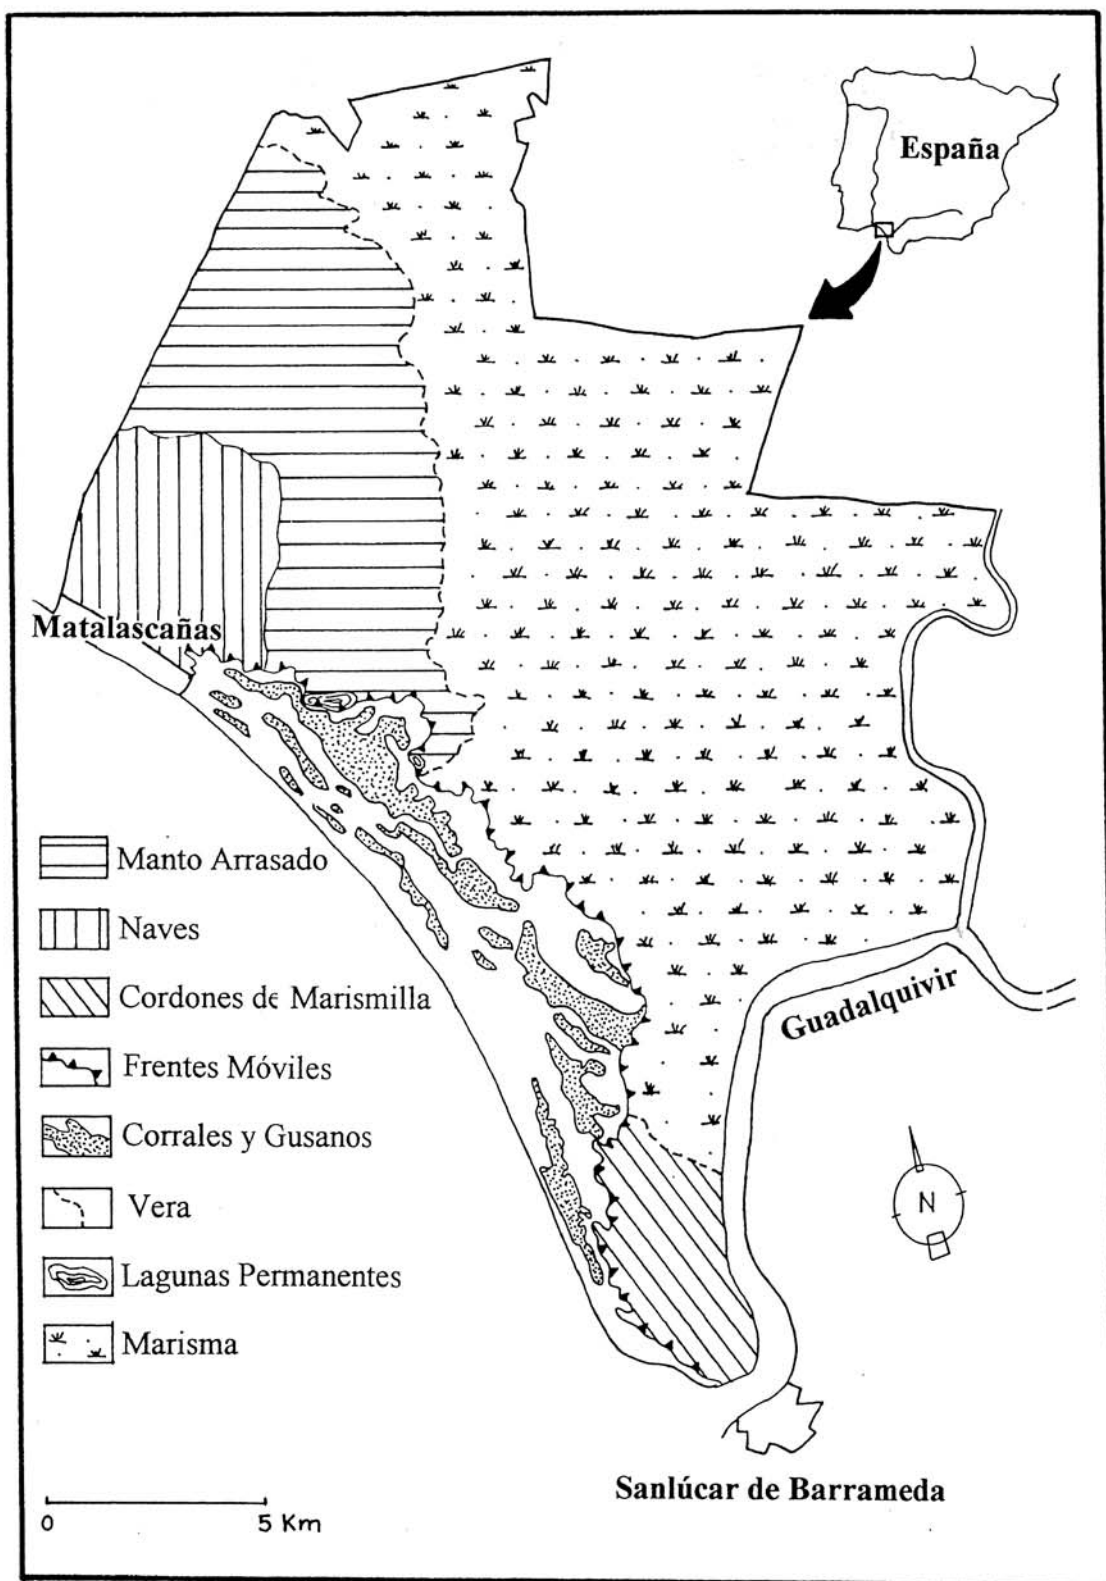 España
Matalascañas
Manto Arrasado
Naves
Cordones de Marismilla
Frentes Móviles
Corrales y Gusanos
Vera
Lagunas Permanentes
Marisma
Guadalquivir
N
Sanlúcar de Barrameda
0 5 Km